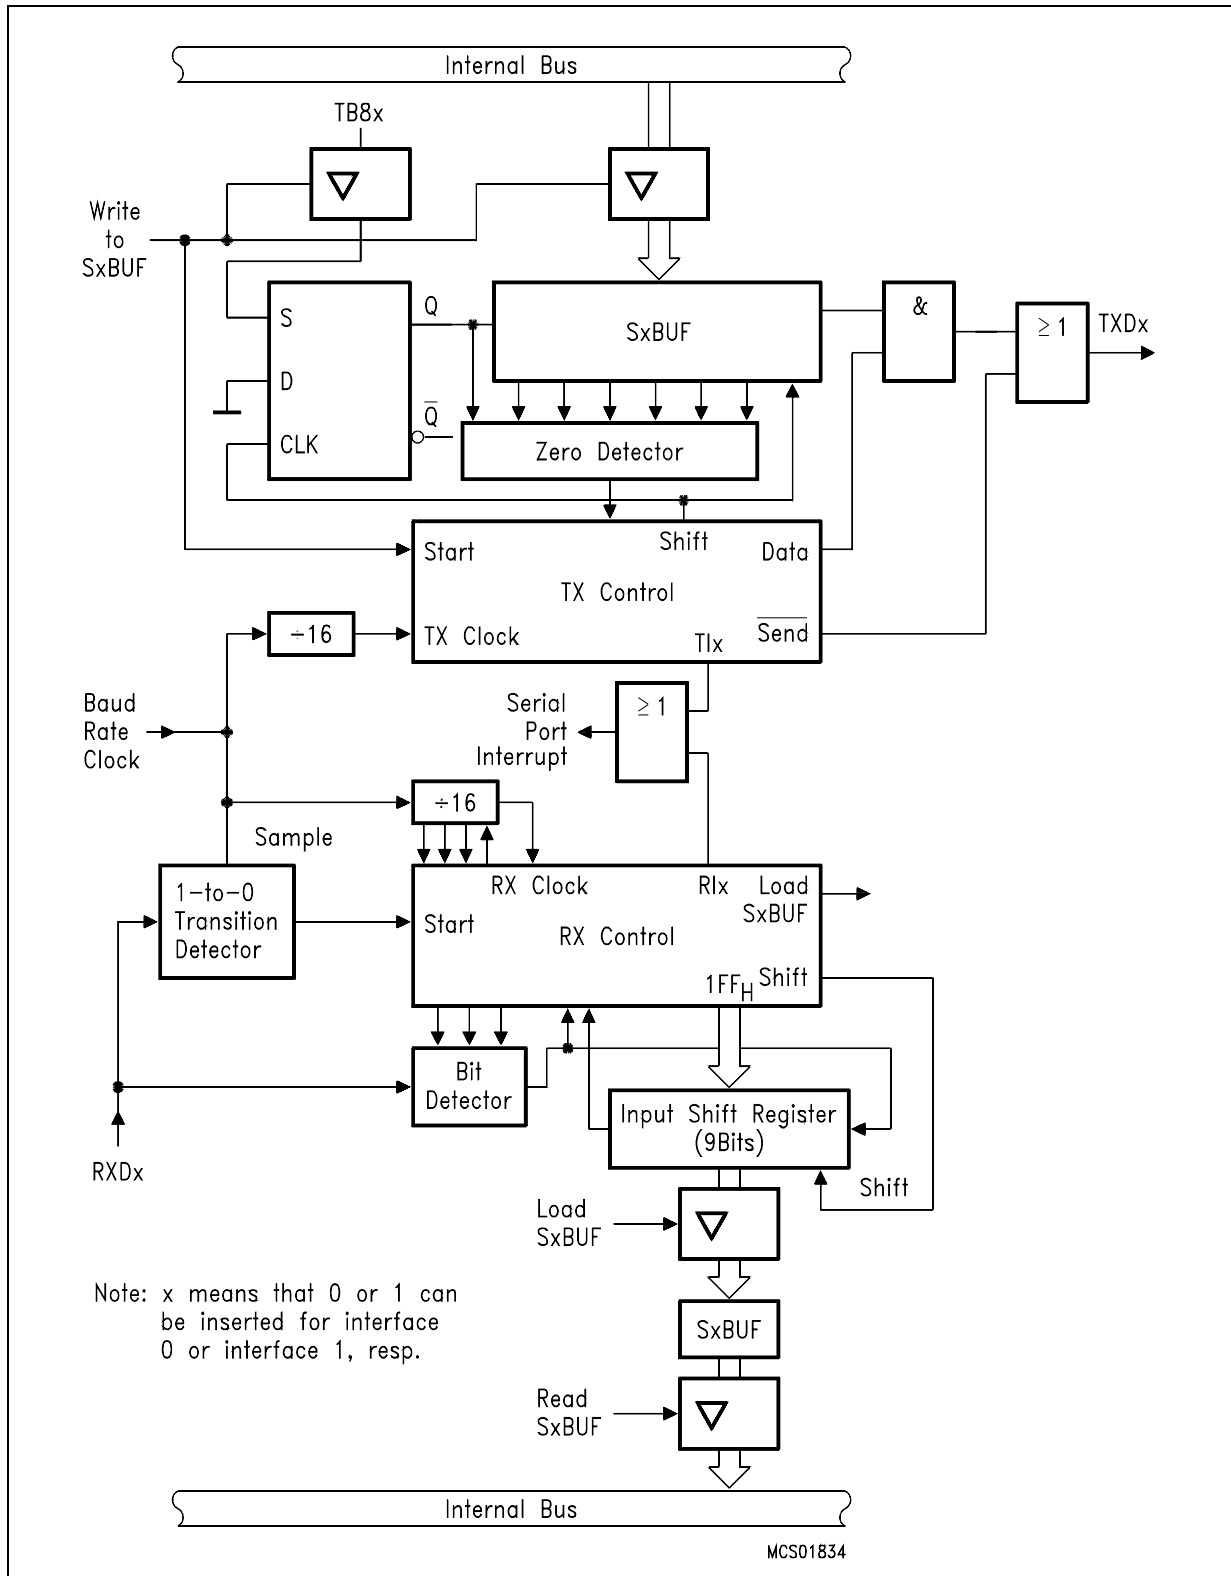 Internal Bus
TB8x
Write
to
SxBUF
S
Q
D
Q̅
CLK
SxBUF
&
≥1
TXDx
Zero Detector
Start
Shift
Data
TX Control
÷16
TX Clock
TIx
S̅e̅n̅d̅
Baud
Rate
Clock
Serial
Port
Interrupt
≥1
÷16
Sample
1-to-0
Transition
Detector
RX Clock
RIx
Load
SxBUF
Start
RX Control
1FFH
Shift
Bit
Detector
Input Shift Register
(9Bits)
RXDx
Shift
Load
SxBUF
Note: x means that 0 or 1 can
be inserted for interface
0 or interface 1, resp.
SxBUF
Read
SxBUF
Internal Bus
MCS01834